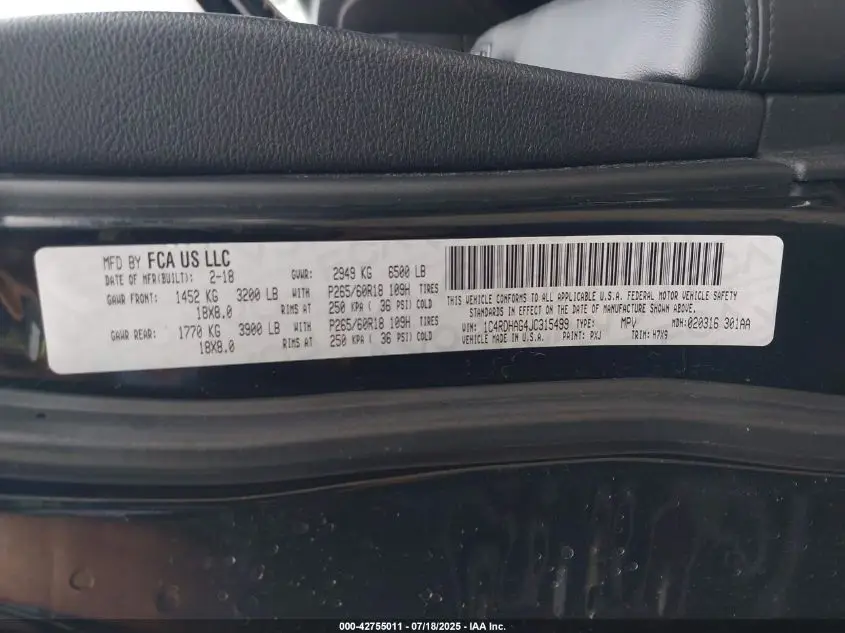 MFD BY FCA US LLC
DATE OF MFR(BUILT): 2-18 GVWR: 2949 KG 6500 LB
GAWR FRONT: 1452 KG 3200 LB WITH P265/60R18 109H TIRES
18X8.0 RIMS AT 250 KPA ( 36 PSI) COLD
GAWR REAR: 1770 KG 3900 LB WITH P265/60R18 109H TIRES
18X8.0 RIMS AT 250 KPA ( 36 PSI) COLD
THIS VEHICLE CONFORMS TO ALL APPLICABLE U.S.A. FEDERAL MOTOR VEHICLE SAFETY
STANDARDS IN EFFECT ON THE DATE OF MANUFACTURE SHOWN ABOVE.
VIN: 1C4RDHAG4JC315499 TYPE: MPV MDH: 020316 301AA
VEHICLE MADE IN U.S.A. PAINT: PXJ TRIM: H7X9
000-42755011 - 07/18/2025 - IAA Inc.